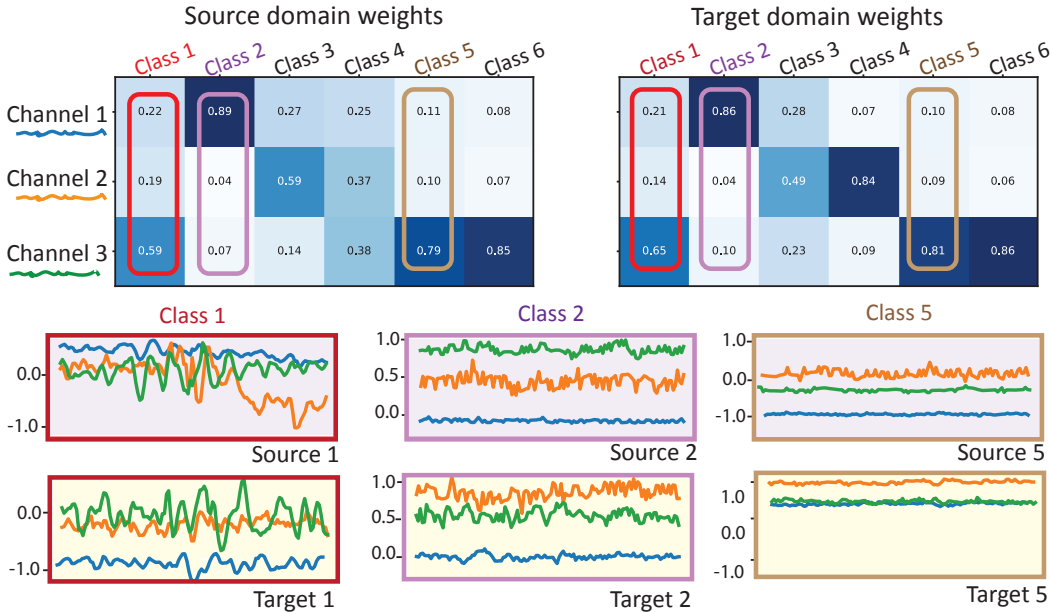 Source domain weights Target domain weights
Class 1 Class 2 Class 3 Class 4 Class 5 Class 6 Class 1 Class 2 Class 3 Class 4 Class 5 Class 6
Channel 1 0.22 0.89 0.27 0.25 0.11 0.08 0.21 0.86 0.28 0.07 0.10 0.08
Channel 2 0.19 0.04 0.59 0.37 0.10 0.07 0.14 0.04 0.49 0.84 0.09 0.06
Channel 3 0.59 0.07 0.14 0.38 0.79 0.85 0.65 0.10 0.23 0.09 0.81 0.86
Class 1 Class 2 Class 5
1.0 1.0
0.0 0.5 0.0
-1.0 0.0 -1.0
Source 1 Source 2 Source 5
1.0 1.0
0.0 0.5 0.0
-1.0 0.0 -1.0
Target 1 Target 2 Target 5